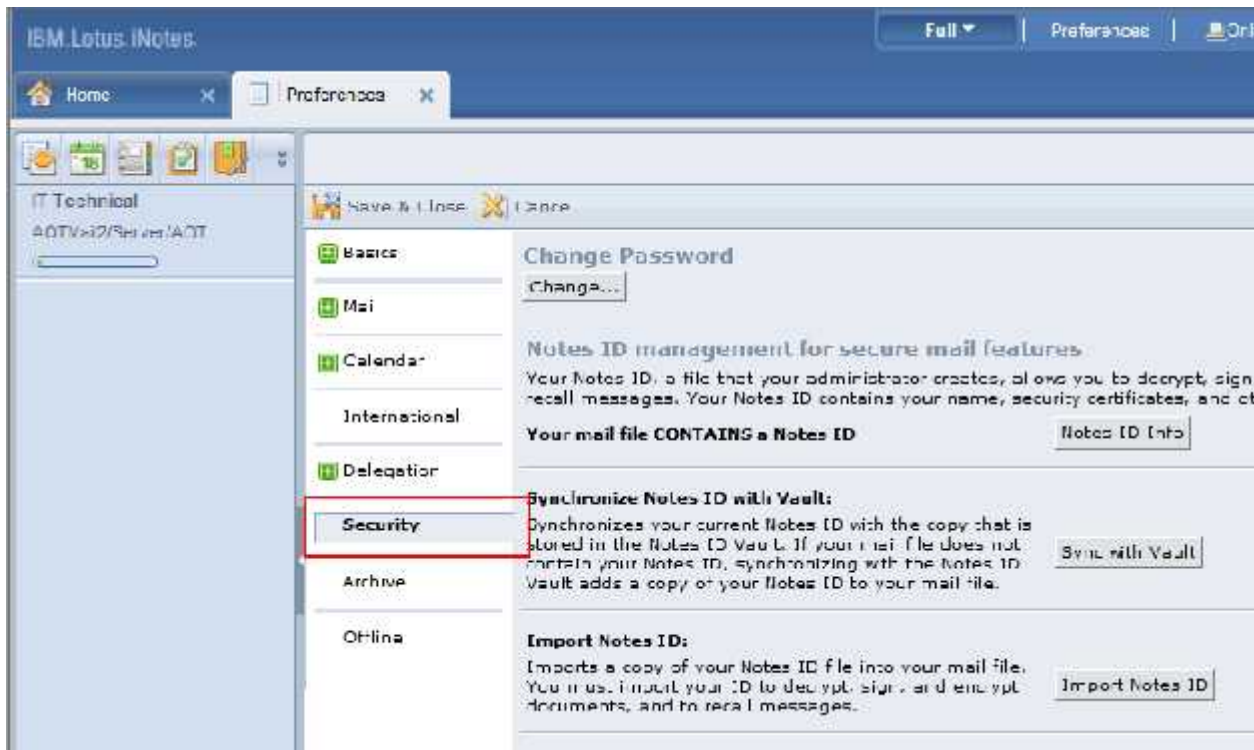 IBM Lotus iNotes
Full
Preferences
Home
Preferences
18
IT Technical
Save & Close
Cance
Basics
Mai
Calendar
International
Delegation
Security
Archive
Offline
Change Password
Change...
Notes ID management for secure mail features
Your Notes ID, a file that your administrator creates, allows you to decrypt, sign
recall messages. Your Notes ID contains your name, security certificates, and ot
Your mail file CONTAINS a Notes ID
Notes ID Info
Synchronize Notes ID with Vault:
Synchronizes your current Notes ID with the copy that is
stored in the Notes ID Vault. If your mail file does not
contain your Notes ID, synchronizing with the Notes ID
Vault adds a copy of your Notes ID to your mail file.
Sync with Vault
Import Notes ID:
Imports a copy of your Notes ID file into your mail file.
You must import your ID to decrypt, sign, and encrypt
documents, and to recall messages.
Import Notes ID